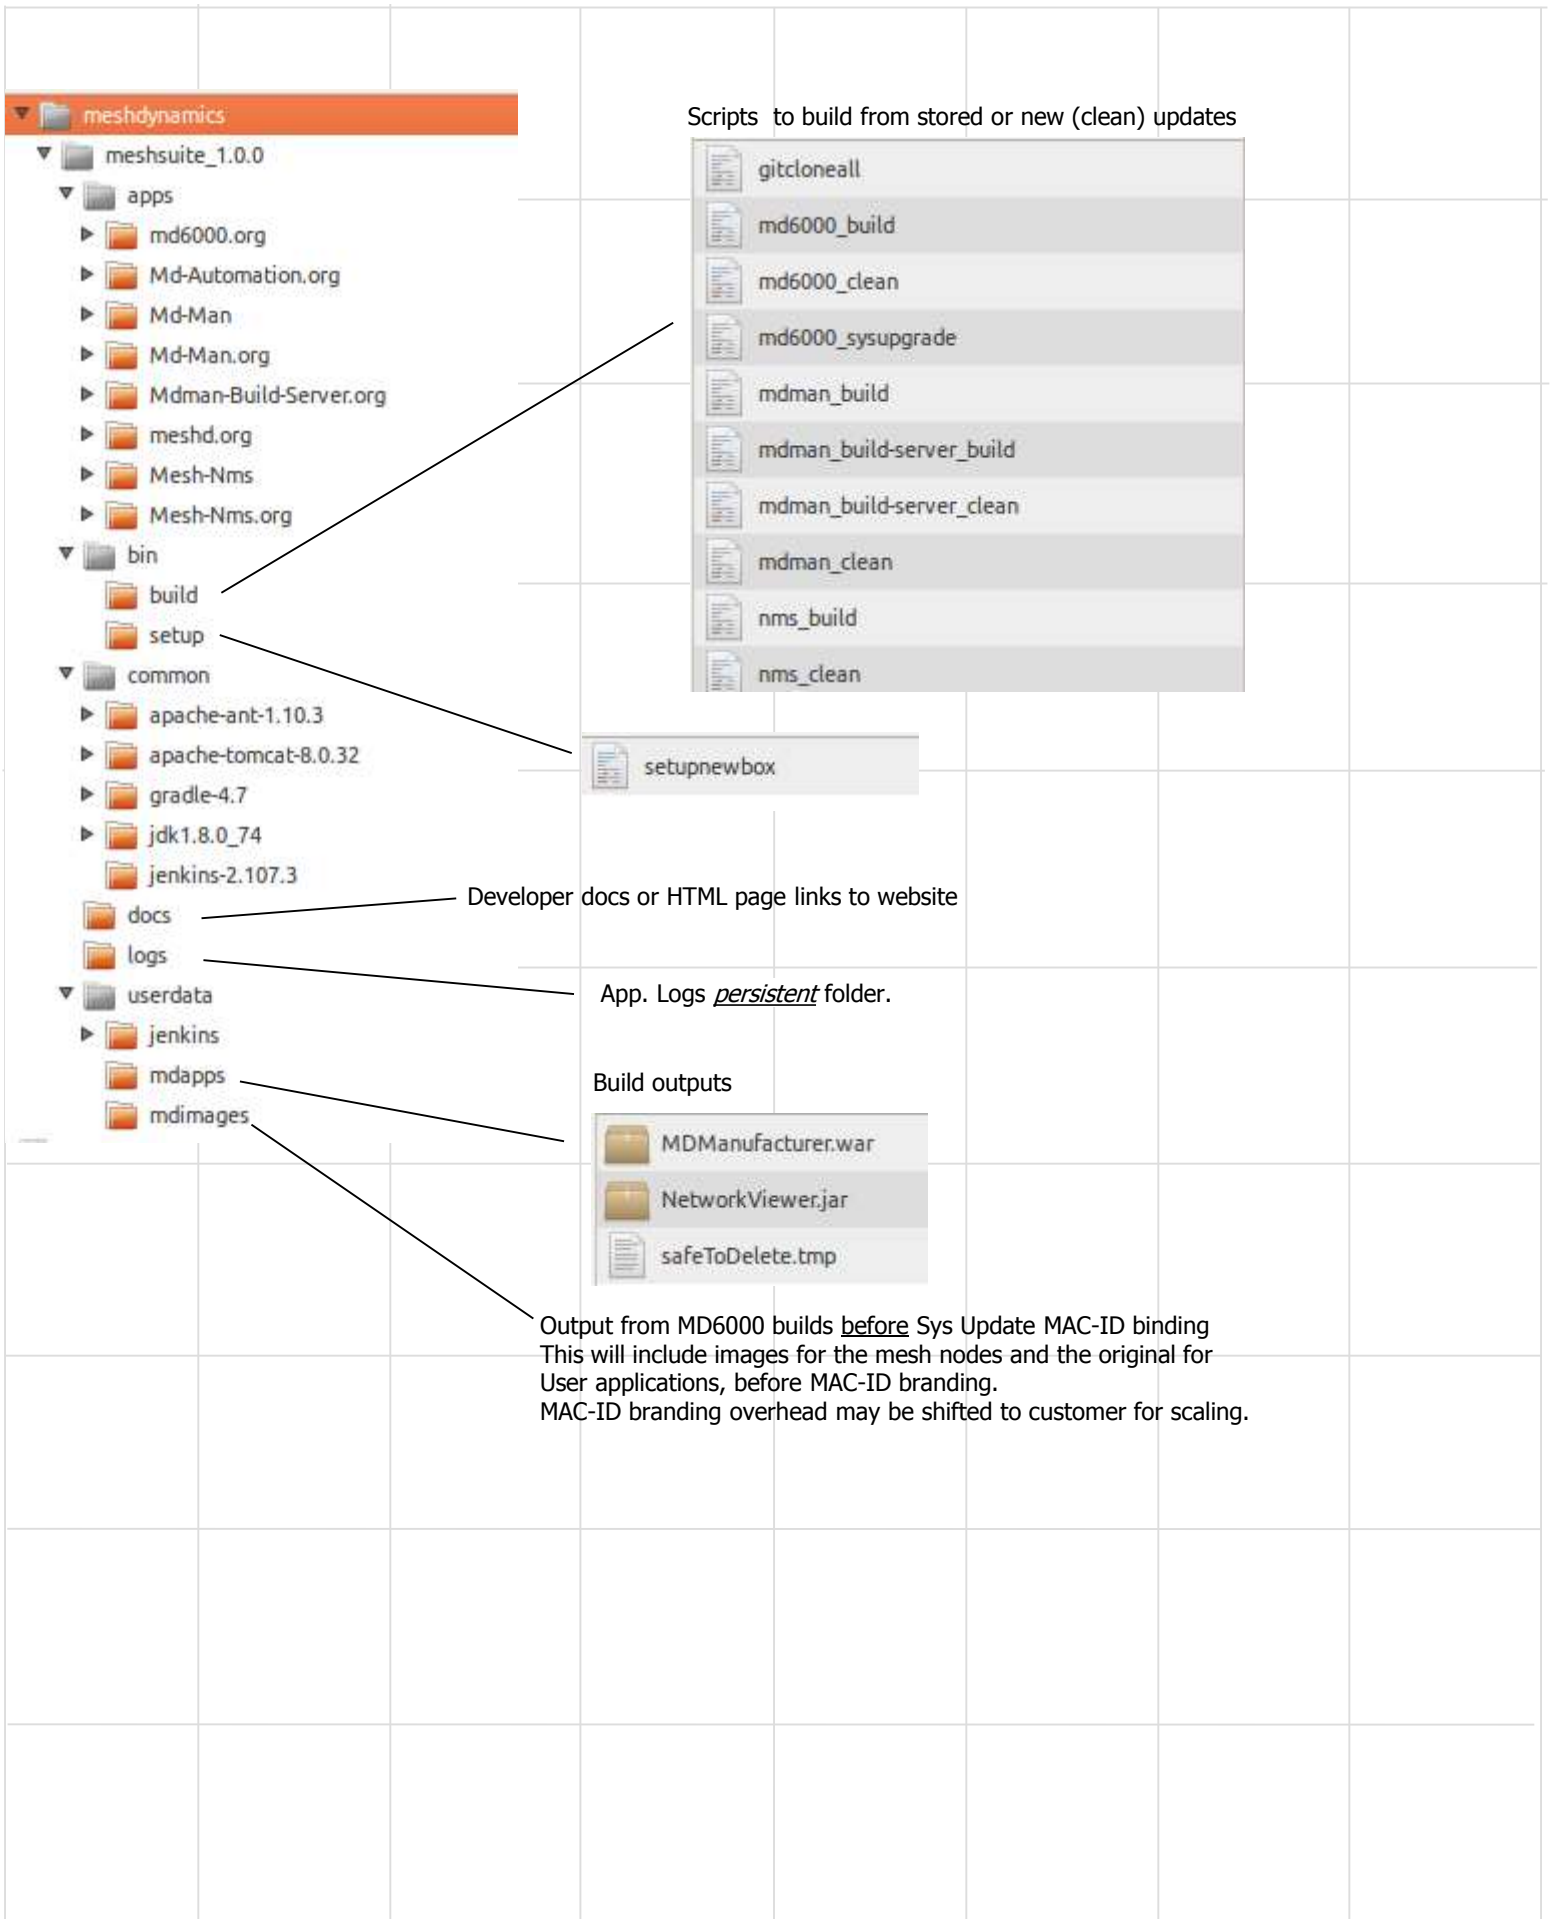 meshdynamics
meshsuite_1.0.0
apps
md6000.org
Md-Automation.org
Md-Man
Md-Man.org
Mdman-Build-Server.org
meshd.org
Mesh-Nms
Mesh-Nms.org
bin
build
setup
common
apache-ant-1.10.3
apache-tomcat-8.0.32
gradle-4.7
jdk1.8.0_74
jenkins-2.107.3
docs
logs
userdata
jenkins
mdapps
mdimages
Scripts  to build from stored or new (clean) updates
gitcloneall
md6000_build
md6000_clean
md6000_sysupgrade
mdman_build
mdman_build-server_build
mdman_build-server_clean
mdman_clean
nms_build
nms_clean
setupnewbox
Developer docs or HTML page links to website
App. Logs persistent folder.
Build outputs
MDManufacturer.war
NetworkViewer.jar
safeToDelete.tmp
Output from MD6000 builds before Sys Update MAC-ID binding
This will include images for the mesh nodes and the original for
User applications, before MAC-ID branding.
MAC-ID branding overhead may be shifted to customer for scaling.